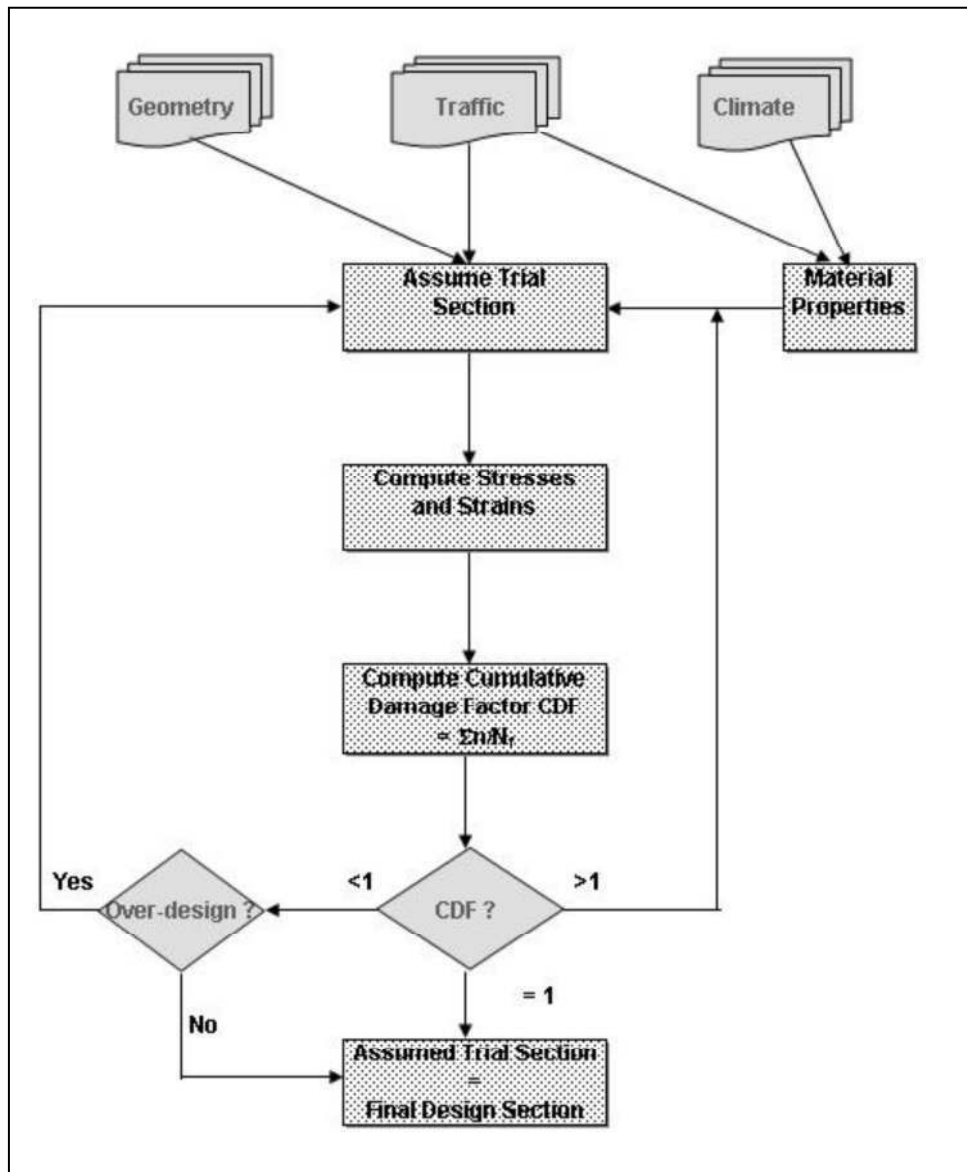 Geometry
Traffic
Climate
Assume Trial
Section
Material
Properties
Compute Stresses
and Strains
Compute Cumulative
Damage Factor CDF
= Σn/Nf
Yes
<1
>1
Over-design ?
CDF ?
= 1
No
Assumed Trial Section
=
Final Design Section